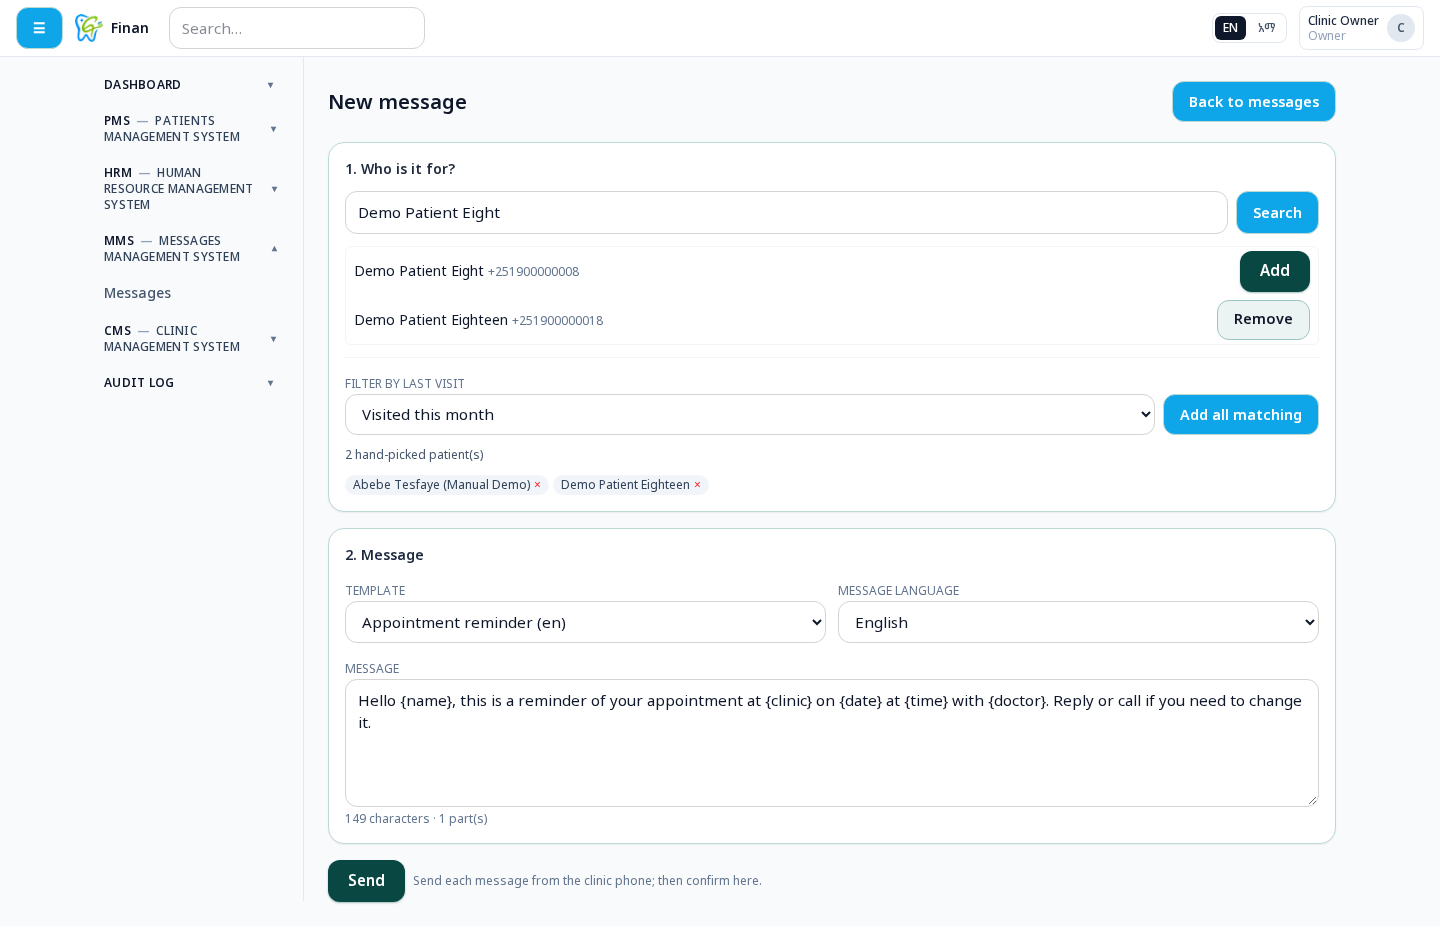 ☰
Finan
Search...
EN
አማ
Clinic Owner
Owner
C
DASHBOARD ▼
PMS — PATIENTS
MANAGEMENT SYSTEM ▼
HRM — HUMAN
RESOURCE MANAGEMENT
SYSTEM ▼
MMS — MESSAGES
MANAGEMENT SYSTEM ▲
Messages
CMS — CLINIC
MANAGEMENT SYSTEM ▼
AUDIT LOG ▼
New message
Back to messages
1. Who is it for?
Demo Patient Eight
Search
Demo Patient Eight +251900000008
Add
Demo Patient Eighteen +251900000018
Remove
FILTER BY LAST VISIT
Visited this month
Add all matching
2 hand-picked patient(s)
Abebe Tesfaye (Manual Demo) × Demo Patient Eighteen ×
2. Message
TEMPLATE
MESSAGE LANGUAGE
Appointment reminder (en)
English
MESSAGE
Hello {name}, this is a reminder of your appointment at {clinic} on {date} at {time} with {doctor}. Reply or call if you need to change
it.
149 characters · 1 part(s)
Send
Send each message from the clinic phone; then confirm here.